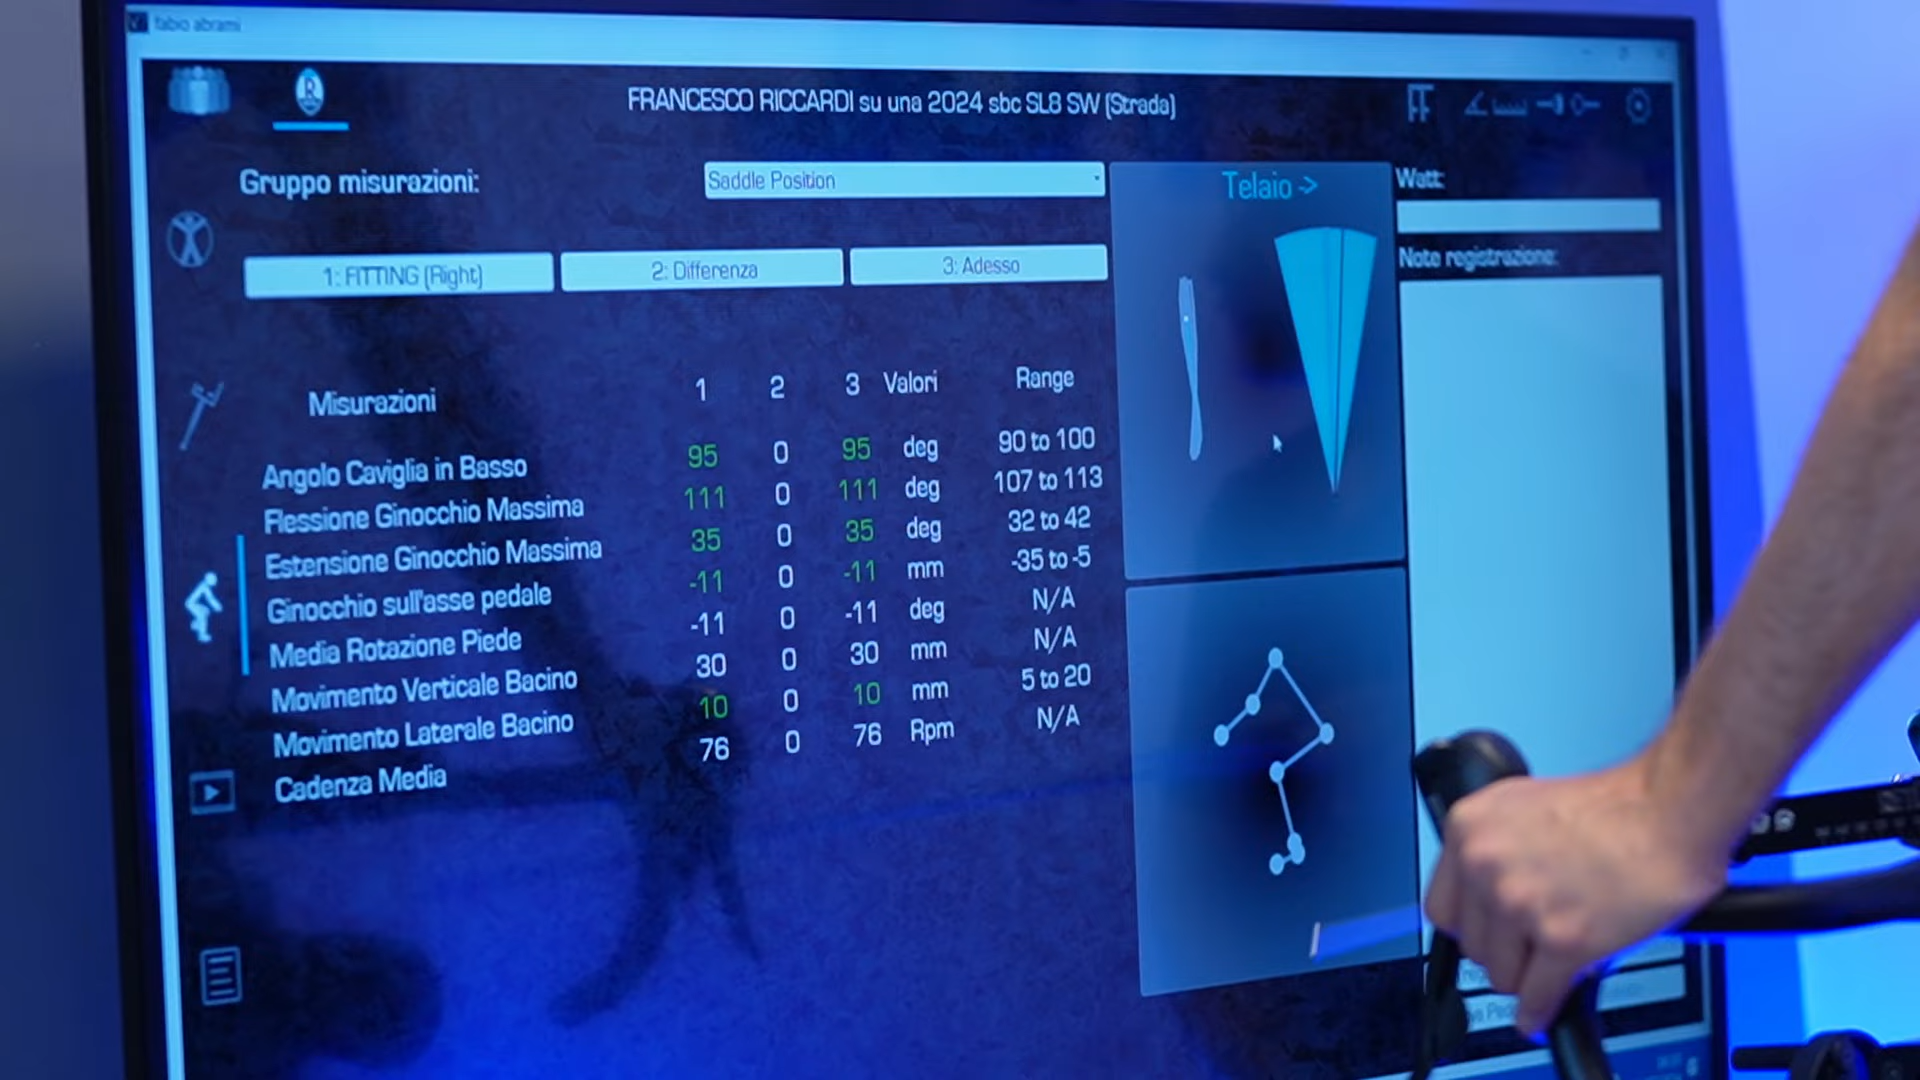 fabio abrami
FRANCESCO RICCARDI su una 2024 sbc SL8 SW (Strada)
Gruppo misurazioni:
Saddle Position
Telaio ->
Watt:
Note registrazione:
1: FITTING (Right)
2: Differenza
3: Adesso
Misurazioni 1 2 3 Valori Range
Angolo Caviglia in Basso 95 0 95 deg 90 to 100
Flessione Ginocchio Massima 111 0 111 deg 107 to 113
Estensione Ginocchio Massima 35 0 35 deg 32 to 42
Ginocchio sull'asse pedale -11 0 -11 mm -35 to -5
Media Rotazione Piede -11 0 -11 deg N/A
Movimento Verticale Bacino 30 0 30 mm N/A
Movimento Laterale Bacino 10 0 10 mm 5 to 20
Cadenza Media 76 0 76 Rpm N/A